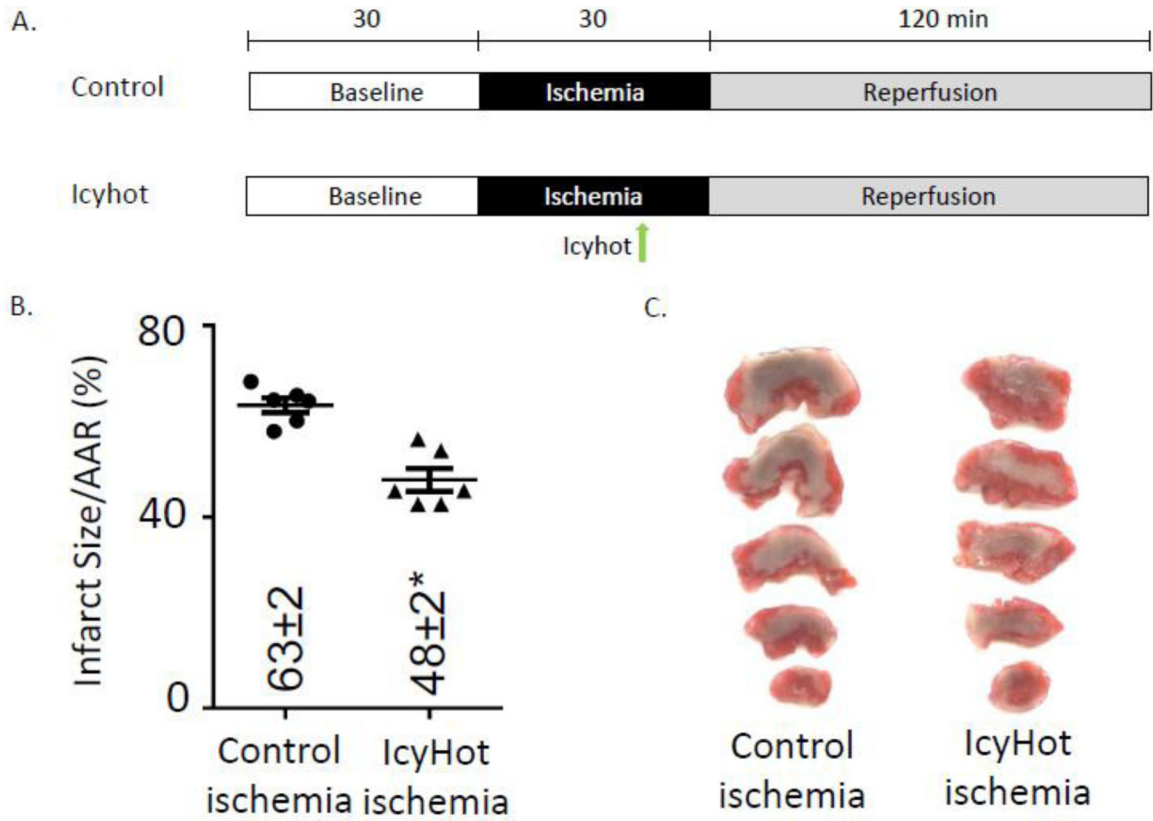 A.
30 30 120 min
Control Baseline Ischemia Reperfusion
Icyhot Baseline Ischemia Reperfusion
Icyhot
B.
Infarct Size/AAR (%)
80
40
0
63±2
48±2*
Control
ischemia
IcyHot
ischemia
C.
Control
ischemia
IcyHot
ischemia